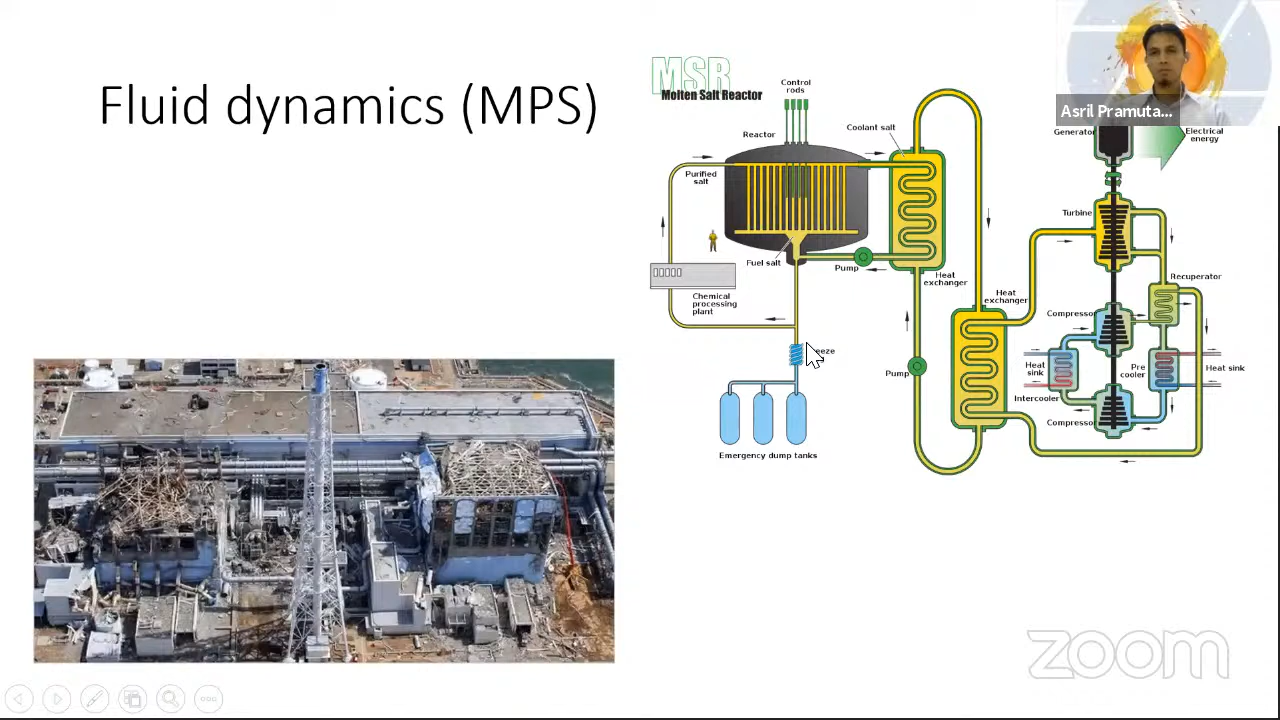 Fluid dynamics (MPS)
MSR
Molten Salt Reactor
Control
rods
Reactor
Coolant salt
Purified
salt
Fuel salt
Pump
Chemical
processing
plant
Heat
exchanger
Pump
Emergency dump tanks
Heat
exchanger
Asril Pramuta...
Generator
Electrical
energy
Turbine
Recuperator
Compresso
Heat
sink
Pre
cooler
Heat sink
Intercooler
Compresso
zoom